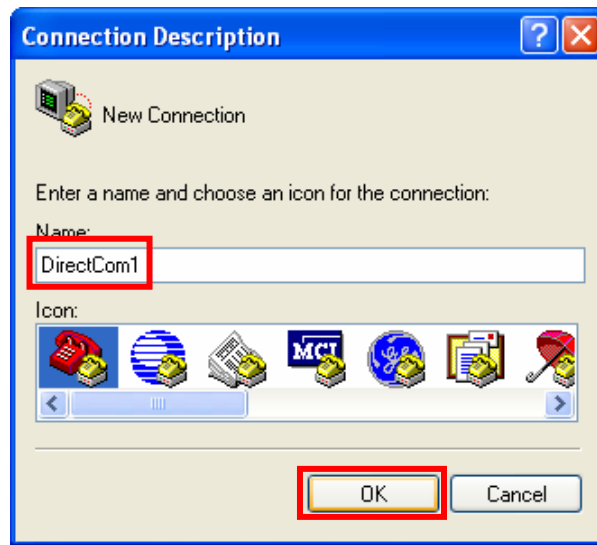 Connection Description
New Connection
Enter a name and choose an icon for the connection:
Name:
DirectCom1
Icon:
MCI
OK Cancel